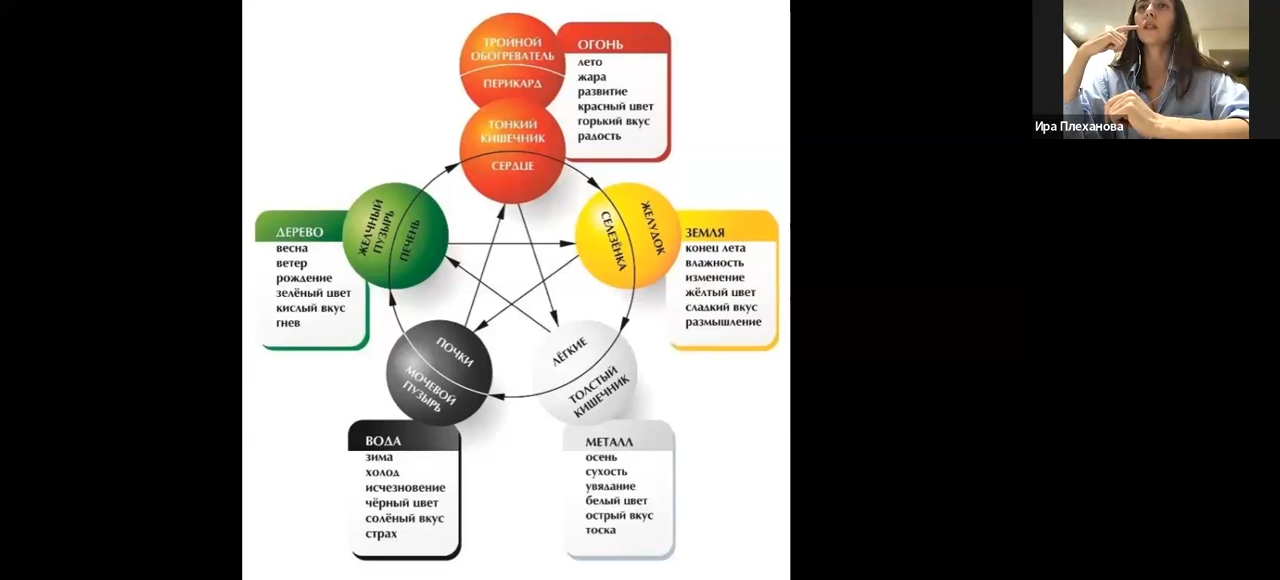 ТРОЙНОЙ
ОБОГРЕВАТЕЛЬ
ПЕРИКАРД
ТОНКИЙ
КИШЕЧНИК
СЕРДЦЕ
ОГОНЬ
лето
жара
развитие
красный цвет
горький вкус
радость
Ира Плеханова
ДЕРЕВО
весна
ветер
рождение
зелёный цвет
кислый вкус
гнев
ЖЕЛЧНЫЙ
ПУЗЫРЬ
ПЕЧЕНЬ
СЕЛЕЗЁНКА
ЖЕЛУДОК
ЗЕМЛЯ
конец лета
влажность
изменение
жёлтый цвет
сладкий вкус
размышление
ПОЧКИ
МОЧЕВОЙ
ПУЗЫРЬ
ЛЁГКИЕ
ТОЛСТЫЙ
КИШЕЧНИК
ВОДА
зима
холод
исчезновение
чёрный цвет
солёный вкус
страх
МЕТАЛЛ
осень
сухость
увядание
белый цвет
острый вкус
тоска